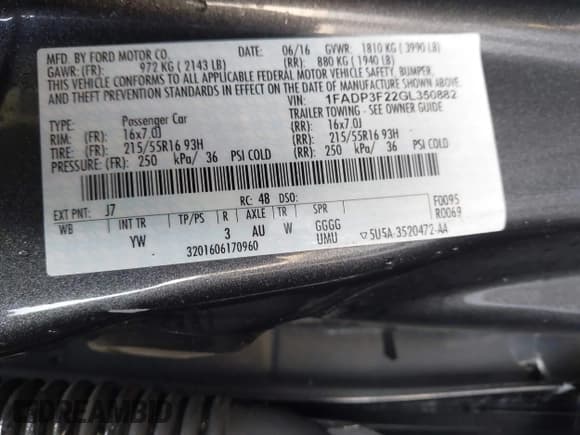 MFD. BY FORD MOTOR CO. DATE: 06/16 GVWR: 1810 KG ( 3990 LB)
GAWR: (FR) 972 KG ( 2143 LB) (RR): 880 KG ( 1940 LB)
THIS VEHICLE CONFORMS TO ALL APPLICABLE FEDERAL MOTOR VEHICLE SAFETY, BUMPER,
AND THEFT PREVENTION STANDARDS IN EFFECT ON THE DATE OF MANUFACTURE SHOWN ABOVE.
VIN: 1FADP3F22GL350882
TYPE: Passenger Car TRAILER TOWING - SEE OWNER GUIDE
RIM: (FR): 16x7.0J (RR): 16x7.0J
TIRE: (FR): 215/55R16 93H (RR): 215/55R16 93H
PRESSURE: (FR): 250 kPa/ 36 PSI COLD (RR): 250 kPa/ 36 PSI COLD
EXT PNT: J7 RC: 48 DSO: F0095
WB INT TR TP/PS R AXLE TR SPR R0069
YW 3 AU W GGGG
UMU
3201606170960 ▽5U5A-3520472-AA
DREAMBID